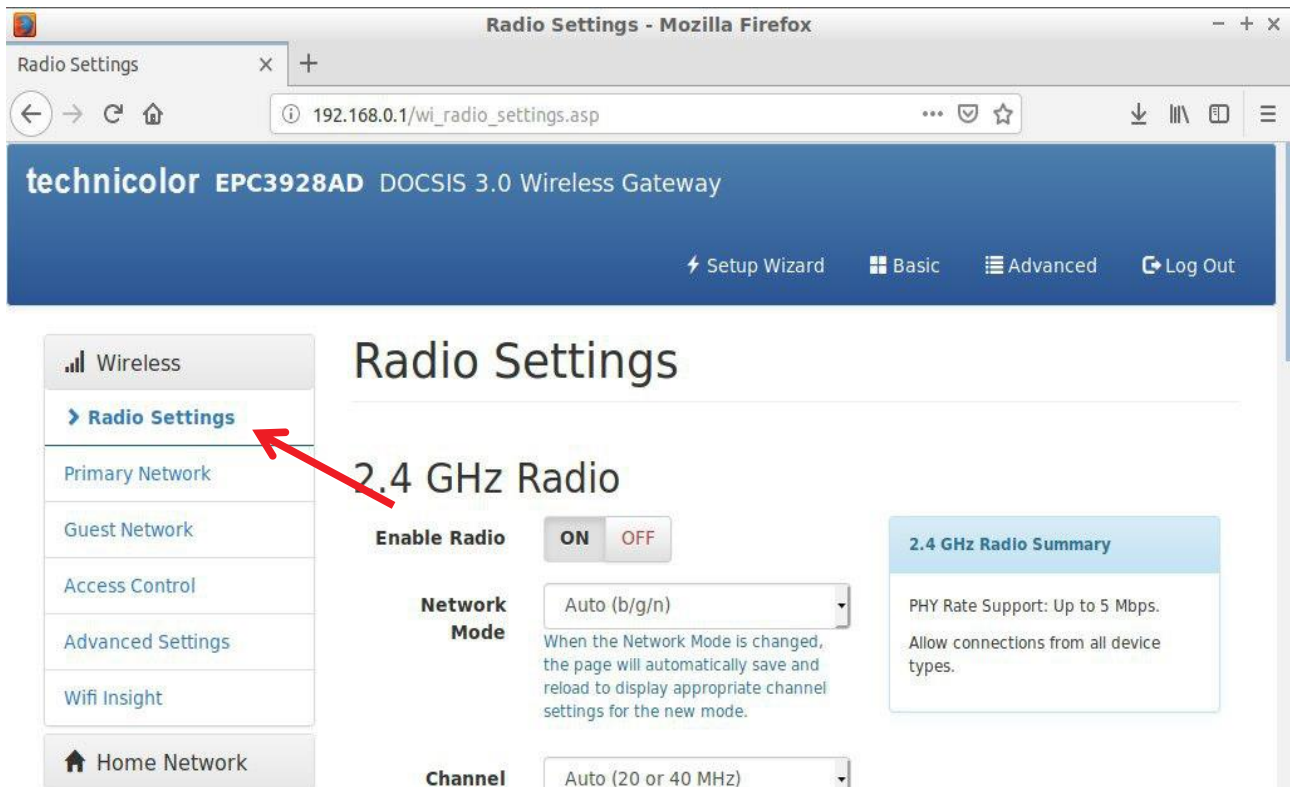 Radio Settings - Mozilla Firefox
Radio Settings
192.168.0.1/wi_radio_settings.asp
technicolor EPC3928AD DOCSIS 3.0 Wireless Gateway
Setup Wizard Basic Advanced Log Out
Wireless
Radio Settings
Primary Network
Guest Network
Access Control
Advanced Settings
Wifi Insight
Home Network
Radio Settings
2.4 GHz Radio
Enable Radio ON OFF
Network Mode Auto (b/g/n)
When the Network Mode is changed,
the page will automatically save and
reload to display appropriate channel
settings for the new mode.
Channel Auto (20 or 40 MHz)
2.4 GHz Radio Summary
PHY Rate Support: Up to 5 Mbps.
Allow connections from all device
types.